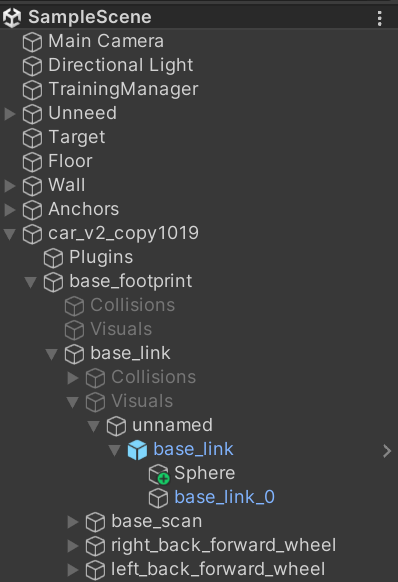 SampleScene
Main Camera
Directional Light
TrainingManager
Unneed
Target
Floor
Wall
Anchors
car_v2_copy1019
Plugins
base_footprint
Collisions
Visuals
base_link
Collisions
Visuals
unnamed
base_link
Sphere
base_link_0
base_scan
right_back_forward_wheel
left_back_forward_wheel